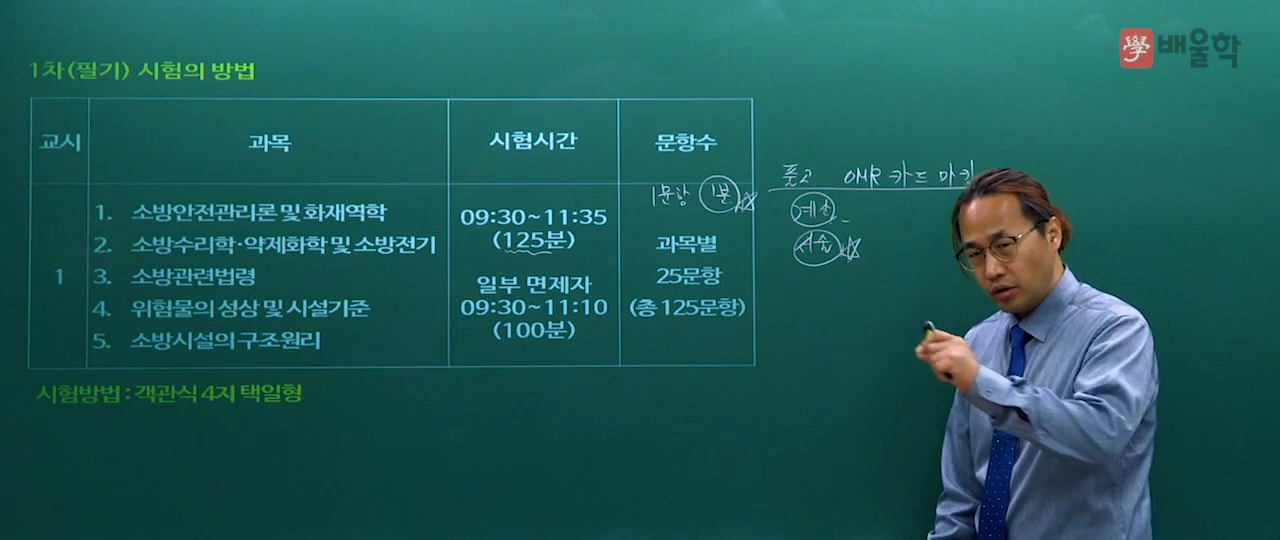 學 배울학
1차(필기) 시험의 방법
교시 과목 시험시간 문항수
1
1. 소방안전관리론 및 화재역학
2. 소방수리학·약제화학 및 소방전기
3. 소방관련법령
4. 위험물의 성상 및 시설기준
5. 소방시설의 구조원리
09:30~11:35
(125분)
일부 면제자
09:30~11:10
(100분)
과목별
25문항
(총 125문항)
1문항 1분
풀고 OMR 카드 마킹
계산
서술
시험방법 : 객관식 4지 택일형